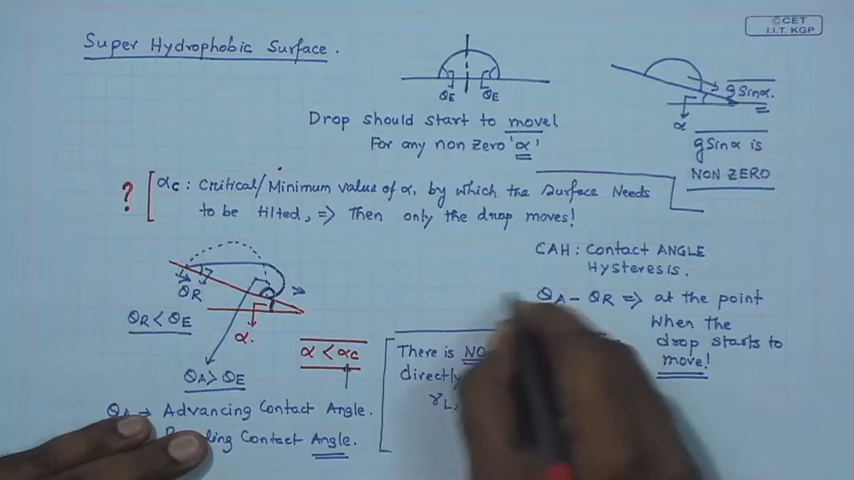 ©CET
I.I.T. KGP
Super Hydrophobic Surface.
θE θE
g Sinα.
α
Drop should start to move!
For any non zero 'α'
g Sinα is
NON ZERO
? αc: Critical/Minimum value of α, by which the surface Needs
to be tilted, => Then only the drop moves!
CAH: Contact ANGLE
Hysteresis.
θR
θR < θE
α.
θA > θE
α < αc
θA - θR => at the point
When the
drop starts to
move!
There is NO
directly
γL,
θA → Advancing Contact Angle.
Contact Angle.